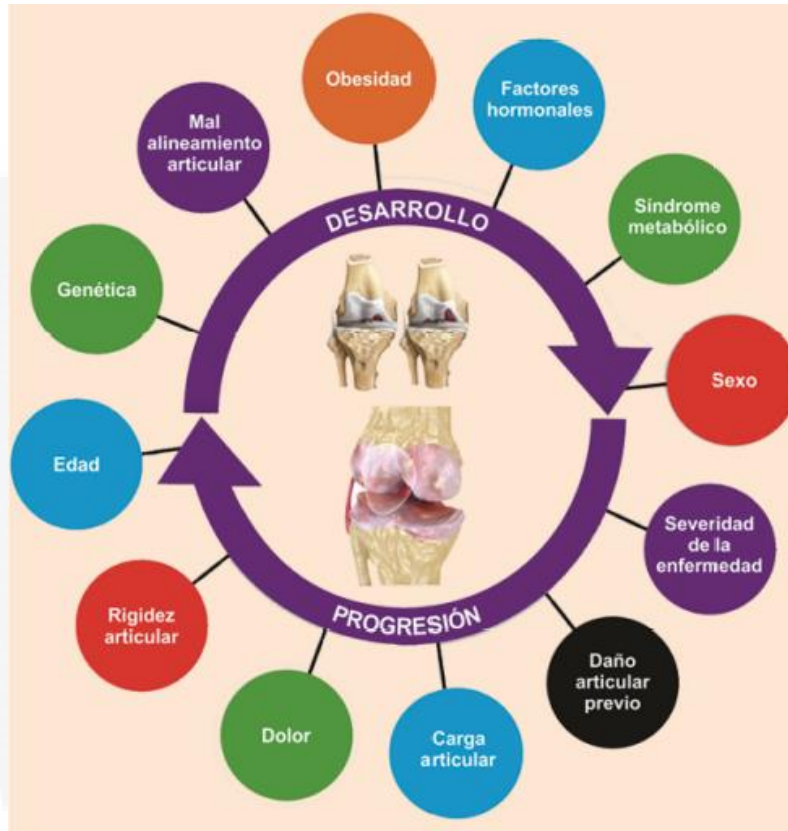 Obesidad
Factores
hormonales
Mal
alineamiento
articular
DESARROLLO
Síndrome
metabólico
Genética
Sexo
Edad
Severidad
de la
enfermedad
Rigidez
articular
PROGRESIÓN
Daño
articular
previo
Dolor
Carga
articular